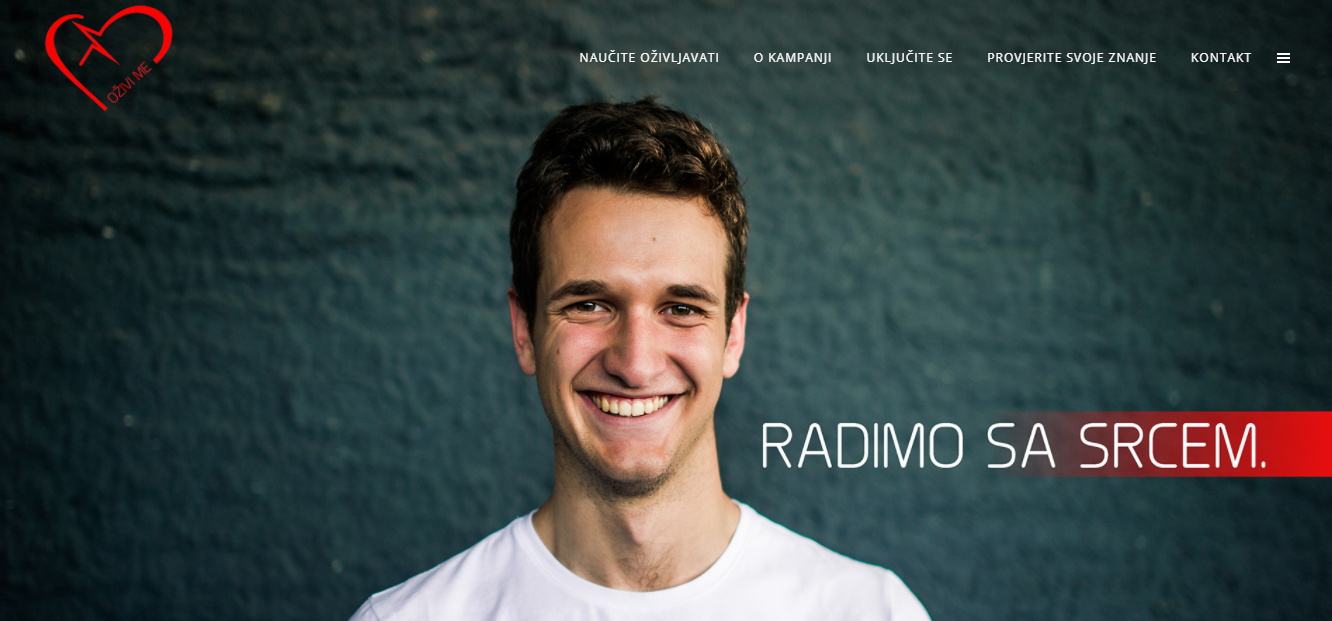 OŽIVI ME
NAUČITE OŽIVLJAVATI O KAMPANJI UKLJUČITE SE PROVJERITE SVOJE ZNANJE KONTAKT
RADIMO SA SRCEM.